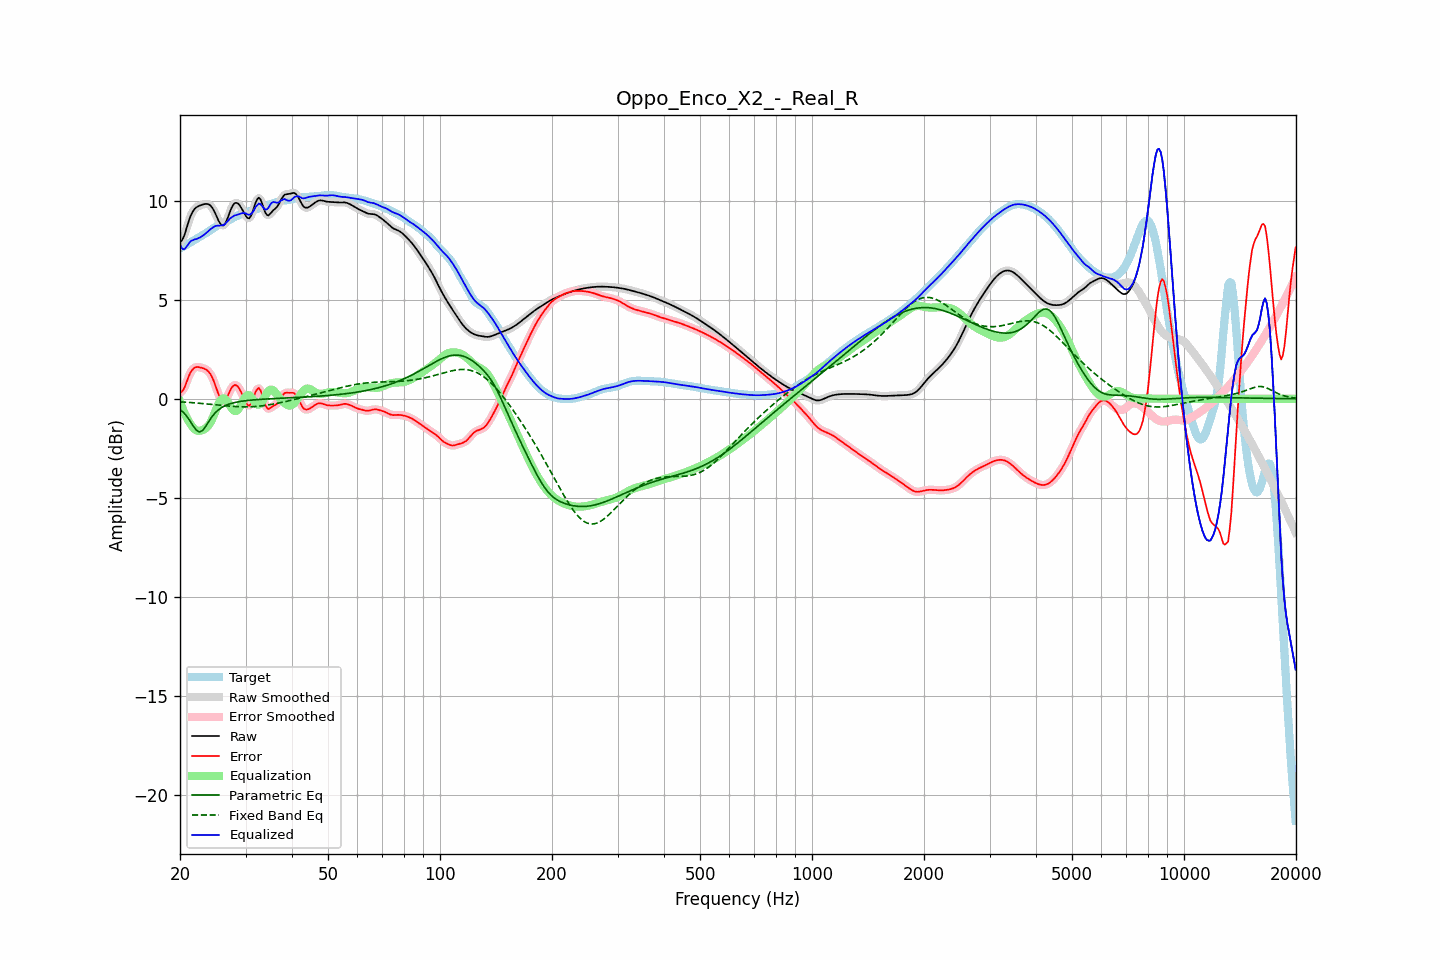 Oppo_Enco_X2_-_Real_R
10
5
0
−5
−10
−15
−20
Amplitude (dBr)
Target
Raw Smoothed
Error Smoothed
Raw
Error
Equalization
Parametric Eq
Fixed Band Eq
Equalized
20 50 100 200 500 1000 2000 5000 10000 20000
Frequency (Hz)